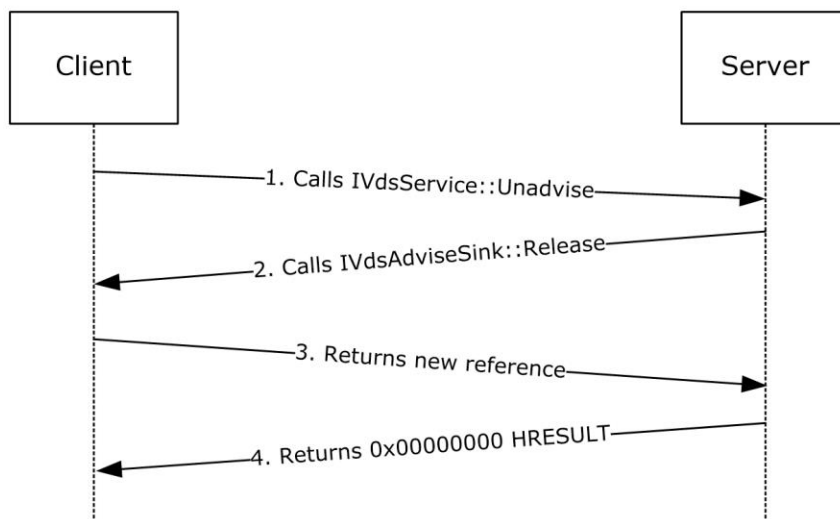 Client
Server
1. Calls IVdsService::Unadvise
2. Calls IVdsAdviseSink::Release
3. Returns new reference
4. Returns 0x00000000 HRESULT